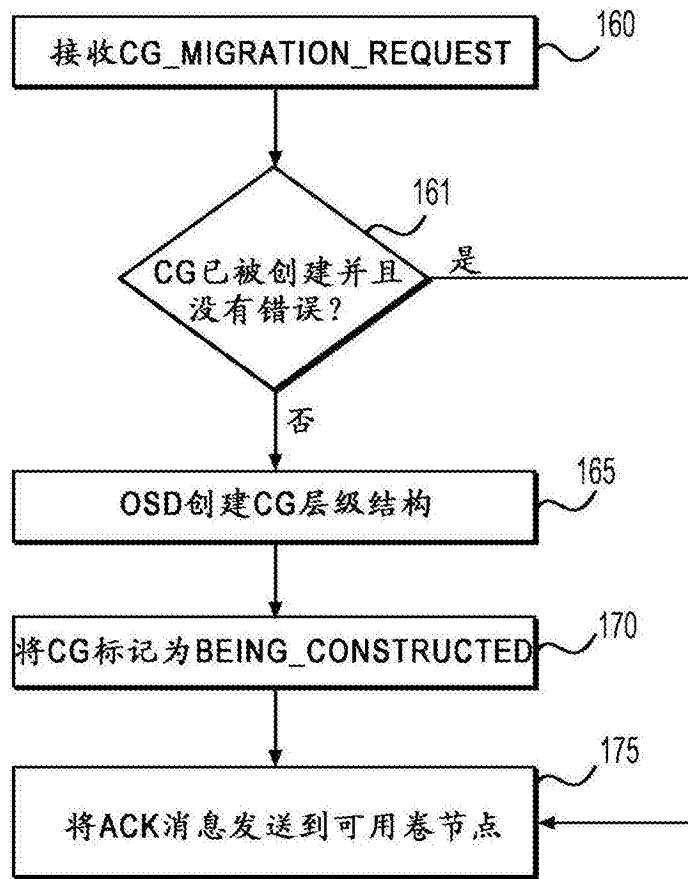 160
接收CG_MIGRATION_REQUEST
161
CG已被创建并且
没有错误?
是
否
165
OSD创建CG层级结构
170
将CG标记为BEING_CONSTRUCTED
175
将ACK消息发送到可用卷节点